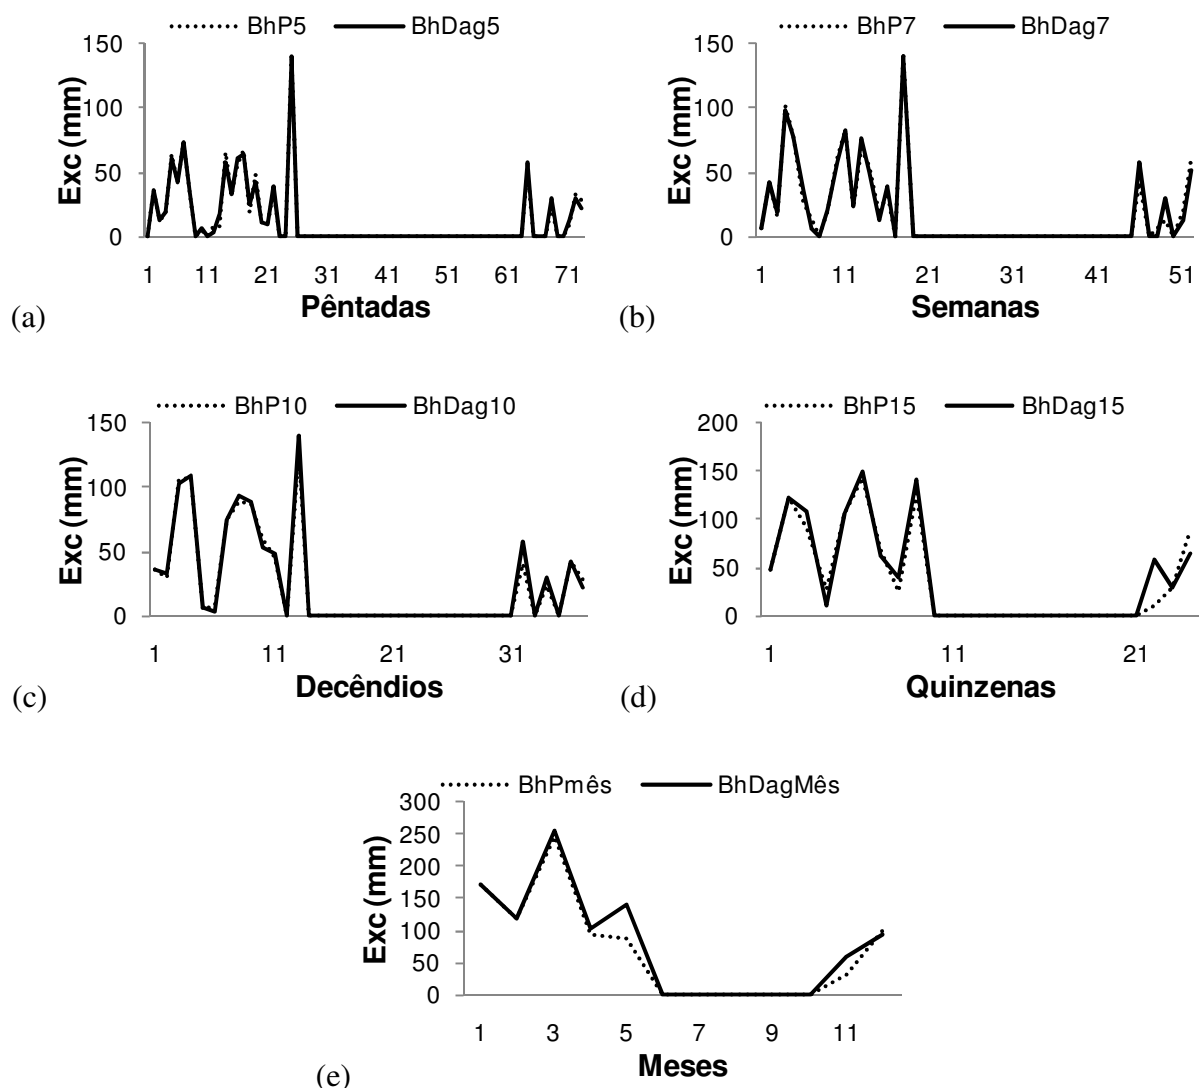 BhP5 BhDag5
150
100
50
0
Exc (mm)
1 11 21 31 41 51 61 71
Pêntadas
(a)
BhP7 BhDag7
150
100
50
0
Exc (mm)
1 11 21 31 41 51
Semanas
(b)
BhP10 BhDag10
150
100
50
0
Exc (mm)
1 11 21 31
Decêndios
(c)
BhP15 BhDag15
200
150
100
50
0
Exc (mm)
1 11 21
Quinzenas
(d)
BhPmês BhDagMês
300
250
200
150
100
50
0
Exc (mm)
1 3 5 7 9 11
Meses
(e)